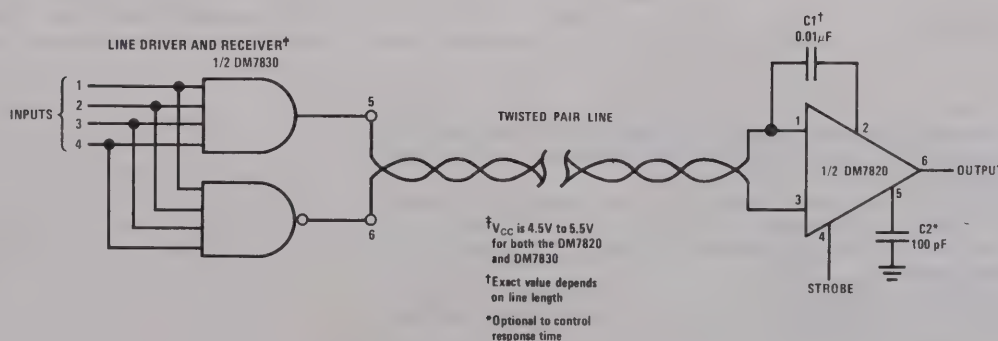 LINE DRIVER AND RECEIVER‡
1/2 DM7830
INPUTS
1
2
3
4
5
6
TWISTED PAIR LINE
C1†
0.01μF
1
2
3
4
5
6
1/2 DM7820
OUTPUT
C2*
100 pF
STROBE
‡VCC is 4.5V to 5.5V
for both the DM7820
and DM7830
†Exact value depends
on line length
*Optional to control
response time